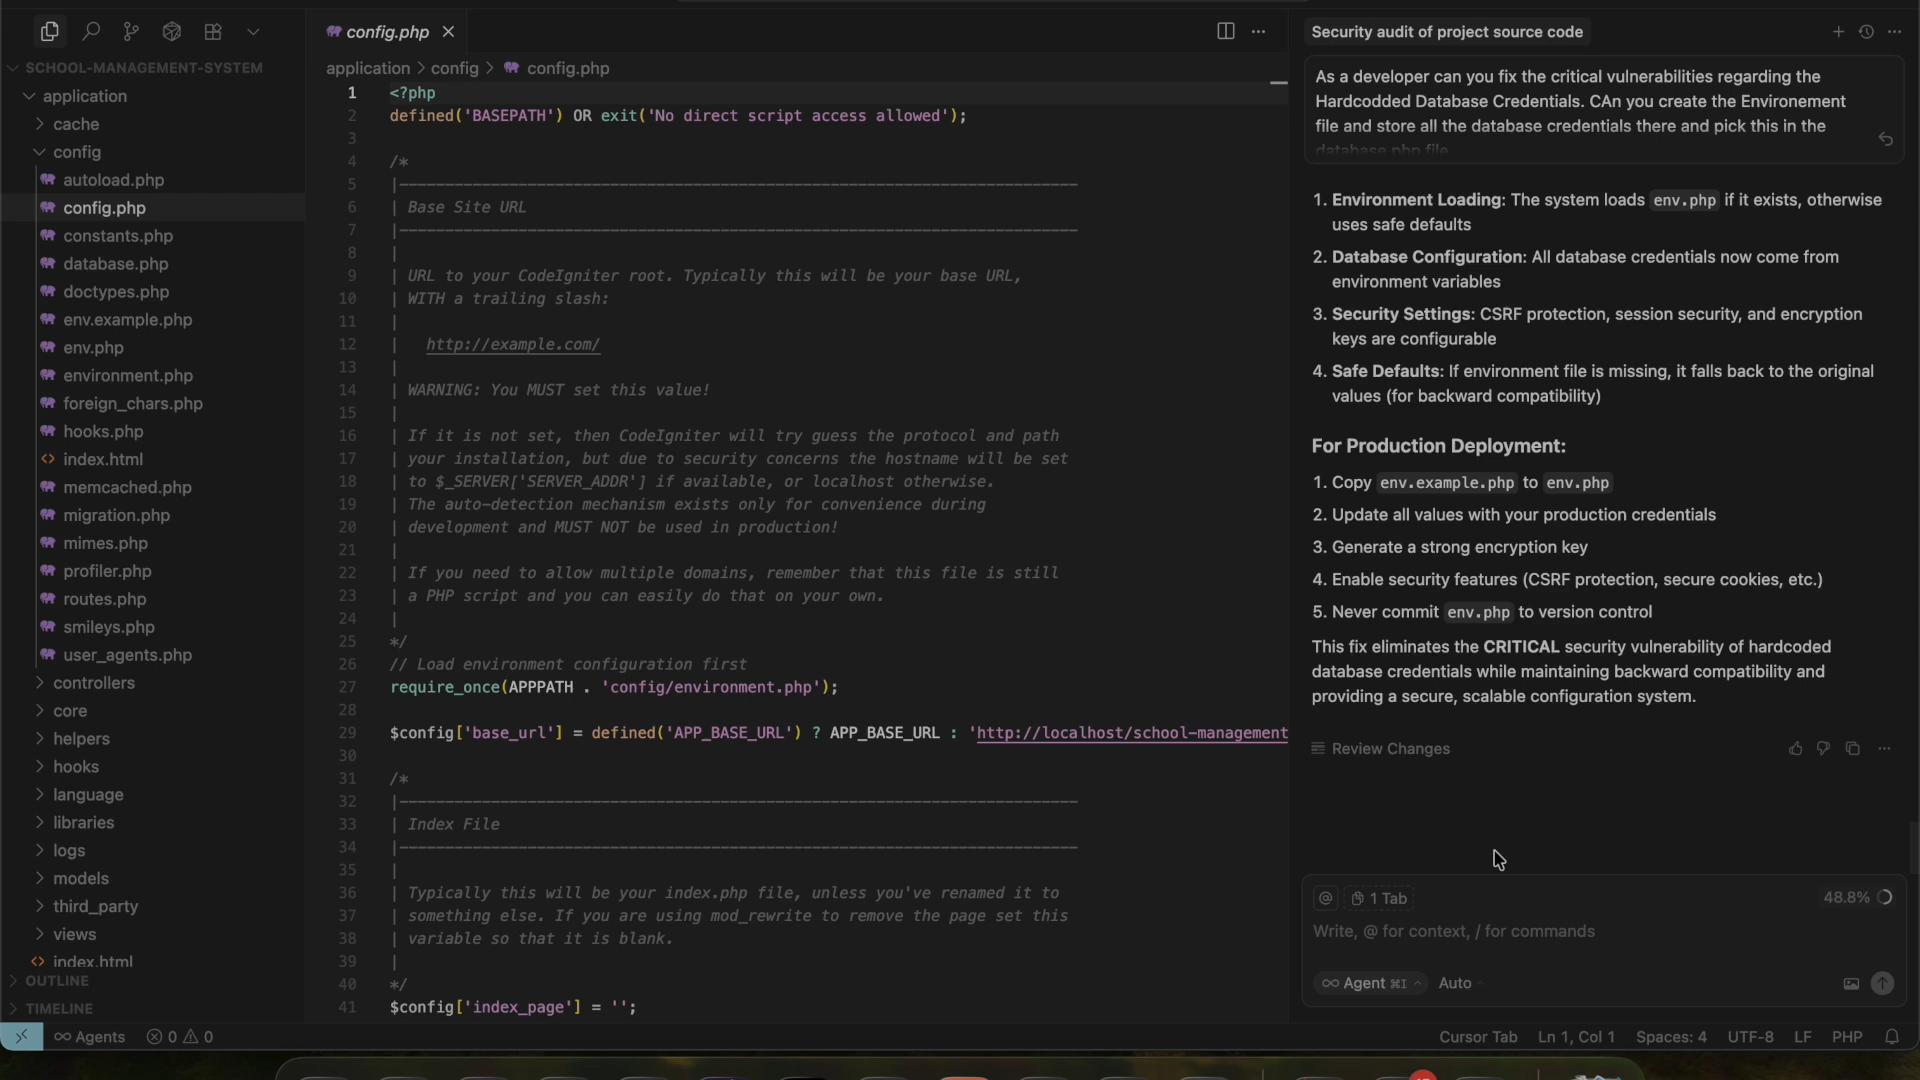 config.php
Security audit of project source code
SCHOOL-MANAGEMENT-SYSTEM
application
cache
config
autoload.php
config.php
constants.php
database.php
doctypes.php
env.example.php
env.php
environment.php
foreign_chars.php
hooks.php
index.html
memcached.php
migration.php
mimes.php
profiler.php
routes.php
smileys.php
user_agents.php
controllers
core
helpers
hooks
language
libraries
logs
models
third_party
views
index.html
OUTLINE
TIMELINE
application > config > config.php
1 <?php
2 defined('BASEPATH') OR exit('No direct script access allowed');
3
4 /*
5 |--------------------------------------------------------------------------
6 | Base Site URL
7 |--------------------------------------------------------------------------
8 |
9 | URL to your CodeIgniter root. Typically this will be your base URL,
10 | WITH a trailing slash:
11 |
12 | http://example.com/
13 |
14 | WARNING: You MUST set this value!
15 |
16 | If it is not set, then CodeIgniter will try guess the protocol and path
17 | your installation, but due to security concerns the hostname will be set
18 | to $_SERVER['SERVER_ADDR'] if available, or localhost otherwise.
19 | The auto-detection mechanism exists only for convenience during
20 | development and MUST NOT be used in production!
21 |
22 | If you need to allow multiple domains, remember that this file is still
23 | a PHP script and you can easily do that on your own.
24 |
25 */
26 // Load environment configuration first
27 require_once(APPPATH . 'config/environment.php');
28
29 $config['base_url'] = defined('APP_BASE_URL') ? APP_BASE_URL : 'http://localhost/school-management
30
31 /*
32 |--------------------------------------------------------------------------
33 | Index File
34 |--------------------------------------------------------------------------
35 |
36 | Typically this will be your index.php file, unless you've renamed it to
37 | something else. If you are using mod_rewrite to remove the page set this
38 | variable so that it is blank.
39 |
40 */
41 $config['index_page'] = '';
As a developer can you fix the critical vulnerabilities regarding the
Hardcodded Database Credentials. CAn you create the Environement
file and store all the database credentials there and pick this in the
database php file
1. Environment Loading: The system loads env.php if it exists, otherwise
uses safe defaults
2. Database Configuration: All database credentials now come from
environment variables
3. Security Settings: CSRF protection, session security, and encryption
keys are configurable
4. Safe Defaults: If environment file is missing, it falls back to the original
values (for backward compatibility)
For Production Deployment:
1. Copy env.example.php to env.php
2. Update all values with your production credentials
3. Generate a strong encryption key
4. Enable security features (CSRF protection, secure cookies, etc.)
5. Never commit env.php to version control
This fix eliminates the CRITICAL security vulnerability of hardcoded
database credentials while maintaining backward compatibility and
providing a secure, scalable configuration system.
Review Changes
@ 1 Tab 48.8%
Write, @ for context, / for commands
Agent ⌘I Auto
Agents 0 0 Cursor Tab Ln 1, Col 1 Spaces: 4 UTF-8 LF PHP